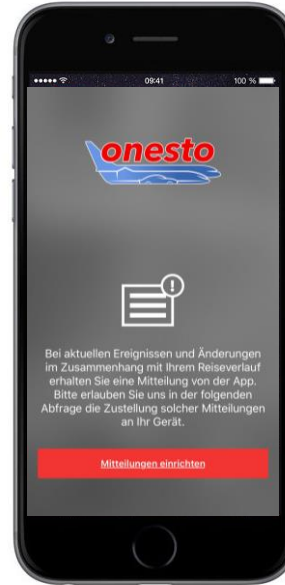 09:41
100 %
onesto
!
Bei aktuellen Ereignissen und Änderungen
im Zusammenhang mit Ihrem Reiseverlauf
erhalten Sie eine Mitteilung von der App.
Bitte erlauben Sie uns in der folgenden
Abfrage die Zustellung solcher Mitteilungen
an Ihr Gerät.
Mitteilungen einrichten